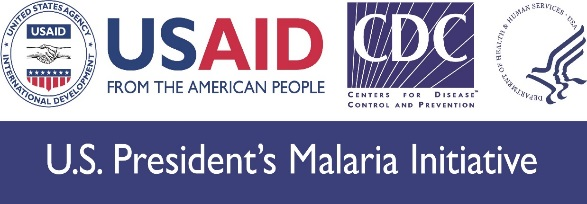 UNITED STATES AGENCY
USAID
INTERNATIONAL DEVELOPMENT
USAID
FROM THE AMERICAN PEOPLE
CDC
CENTERS FOR DISEASE™
CONTROL AND PREVENTION
DEPARTMENT OF HEALTH & HUMAN SERVICES • USA
U.S. President's Malaria Initiative